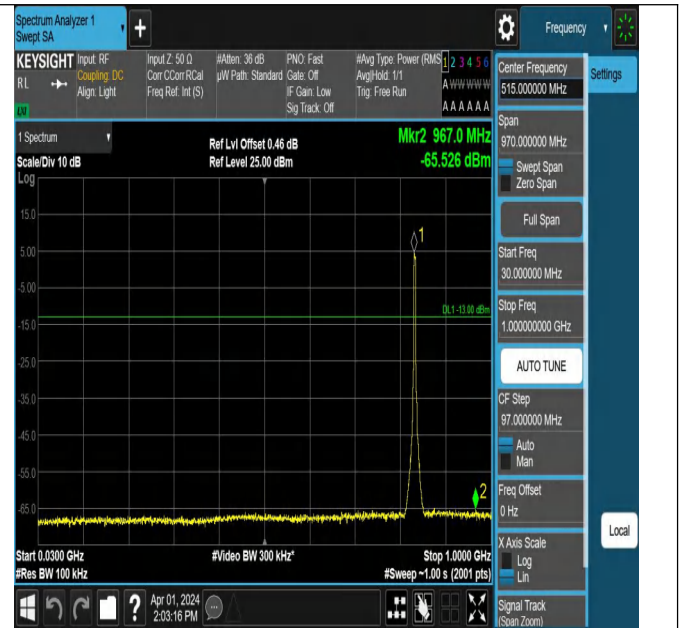 Spectrum Analyzer 1
Swept SA
+
Frequency
KEYSIGHT
RL
LXI
Input: RF
Coupling: DC
Align: Light
Input Z: 50 Ω
Corr CCorr RCal
Freq Ref: Int (S)
#Atten: 36 dB
µW Path: Standard
PNO: Fast
Gate: Off
IF Gain: Low
Sig Track: Off
#Avg Type: Power (RMS
Avg|Hold: 1/1
Trig: Free Run
1 2 3 4 5 6
A W W W W W
A A A A A A
1 Spectrum
Scale/Div 10 dB
Log
Ref Lvl Offset 0.46 dB
Ref Level 25.00 dBm
Mkr2 967.0 MHz
-65.526 dBm
15.0
5.00
-5.00
-15.0
-25.0
-35.0
-45.0
-55.0
-65.0
1
DL1 -13.00 dBm
2
Start 0.0300 GHz
#Res BW 100 kHz
#Video BW 300 kHz*
Stop 1.0000 GHz
#Sweep ~1.00 s (2001 pts)
?
Apr 01, 2024
2:03:16 PM
Center Frequency
515.000000 MHz
Settings
Span
970.000000 MHz
Swept Span
Zero Span
Full Span
Start Freq
30.000000 MHz
Stop Freq
1.000000000 GHz
AUTO TUNE
CF Step
97.000000 MHz
Auto
Man
Freq Offset
0 Hz
Local
X Axis Scale
Log
Lin
Signal Track
(Span Zoom)